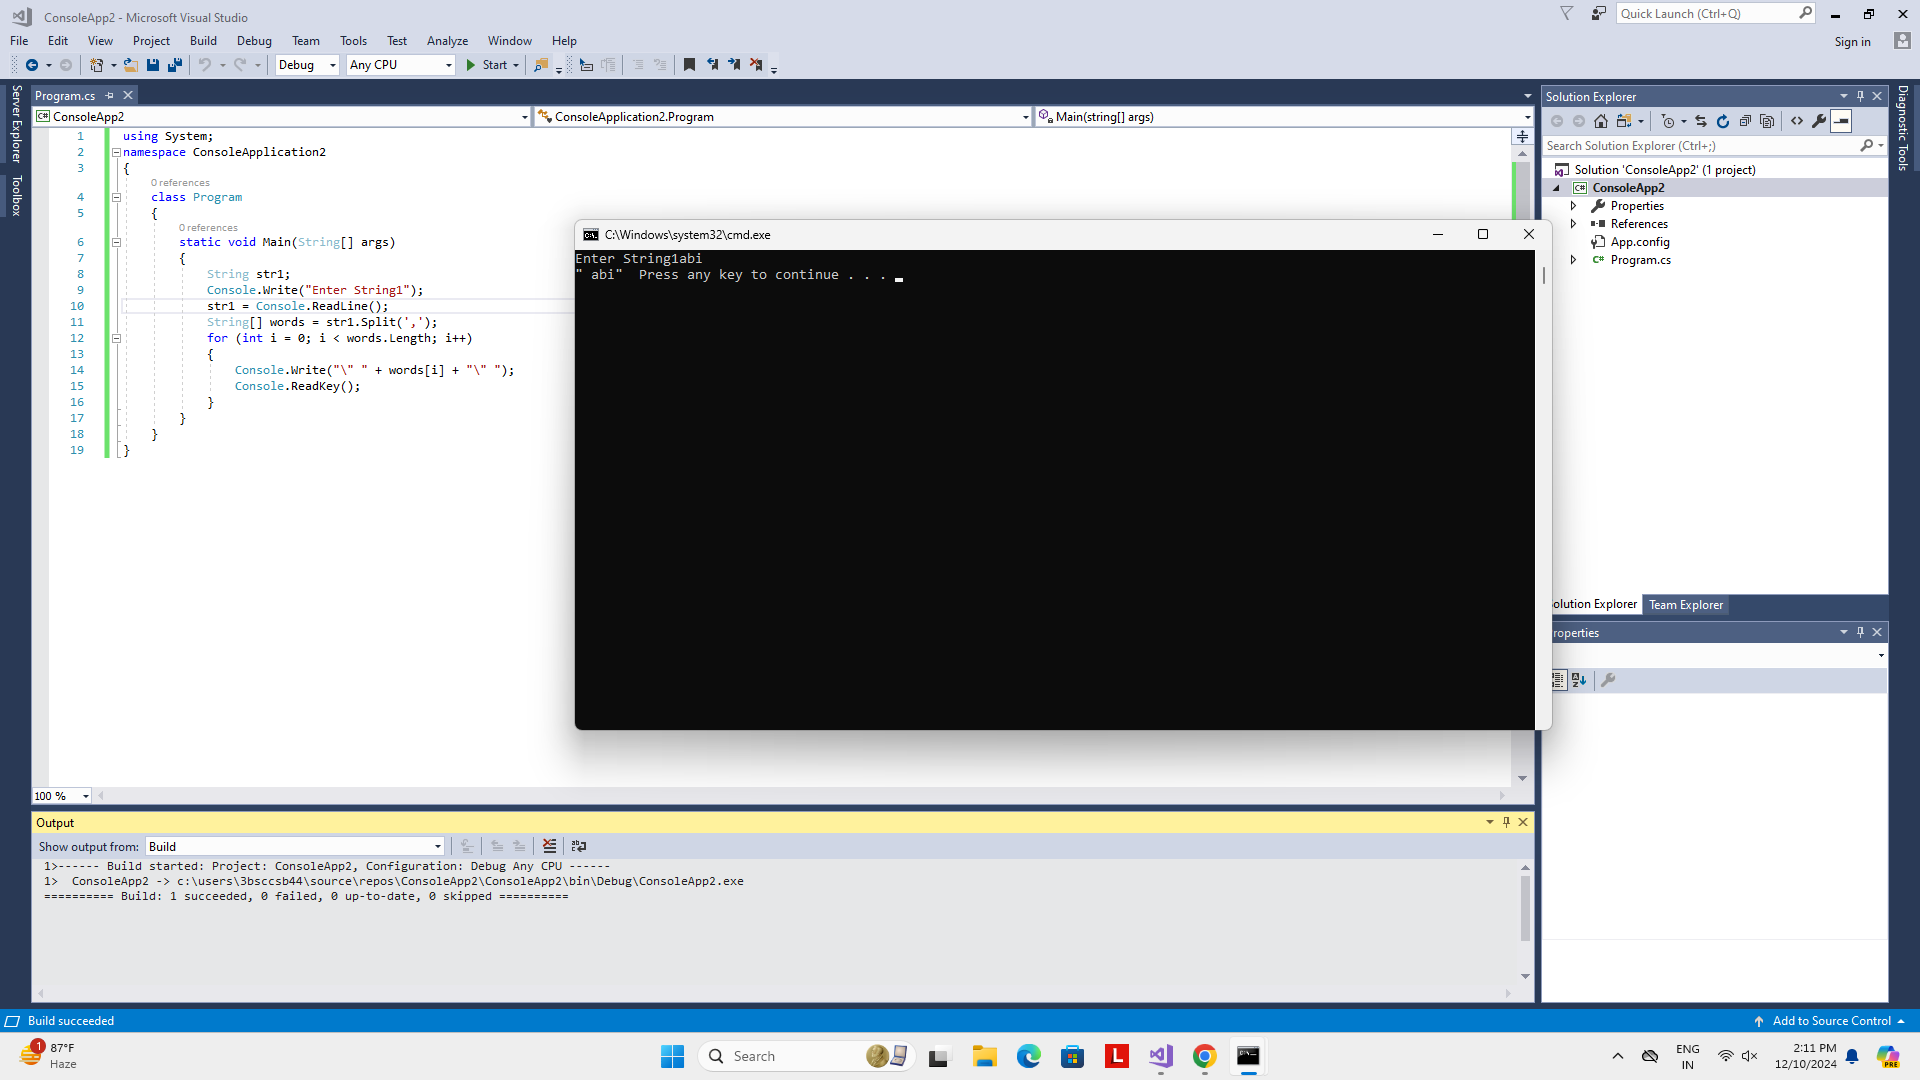 ConsoleApp2 - Microsoft Visual Studio
Quick Launch (Ctrl+Q)
File Edit View Project Build Debug Team Tools Test Analyze Window Help
Sign in
Debug Any CPU Start
Server Explorer
Toolbox
Program.cs
ConsoleApp2 ConsoleApplication2.Program Main(string[] args)
1 using System;
2 namespace ConsoleApplication2
3 {
0 references
4 class Program
5 {
0 references
6 static void Main(String[] args)
7 {
8 String str1;
9 Console.Write("Enter String1");
10 str1 = Console.ReadLine();
11 String[] words = str1.Split(',');
12 for (int i = 0; i < words.Length; i++)
13 {
14 Console.Write("\" " + words[i] + "\" ");
15 Console.ReadKey();
16 }
17 }
18 }
19 }
100 %
C:\Windows\system32\cmd.exe
Enter String1abi
" abi"  Press any key to continue . . .
Solution Explorer
Search Solution Explorer (Ctrl+;)
Solution 'ConsoleApp2' (1 project)
C# ConsoleApp2
Properties
References
App.config
C# Program.cs
olution Explorer Team Explorer
roperties
Diagnostic Tools
Output
Show output from: Build
1>------ Build started: Project: ConsoleApp2, Configuration: Debug Any CPU ------
1>  ConsoleApp2 -> c:\users\3bsccsb44\source\repos\ConsoleApp2\ConsoleApp2\bin\Debug\ConsoleApp2.exe
========== Build: 1 succeeded, 0 failed, 0 up-to-date, 0 skipped ==========
Build succeeded
Add to Source Control
1
87°F
Haze
Search
L
ENG
IN
2:11 PM
12/10/2024
PRE